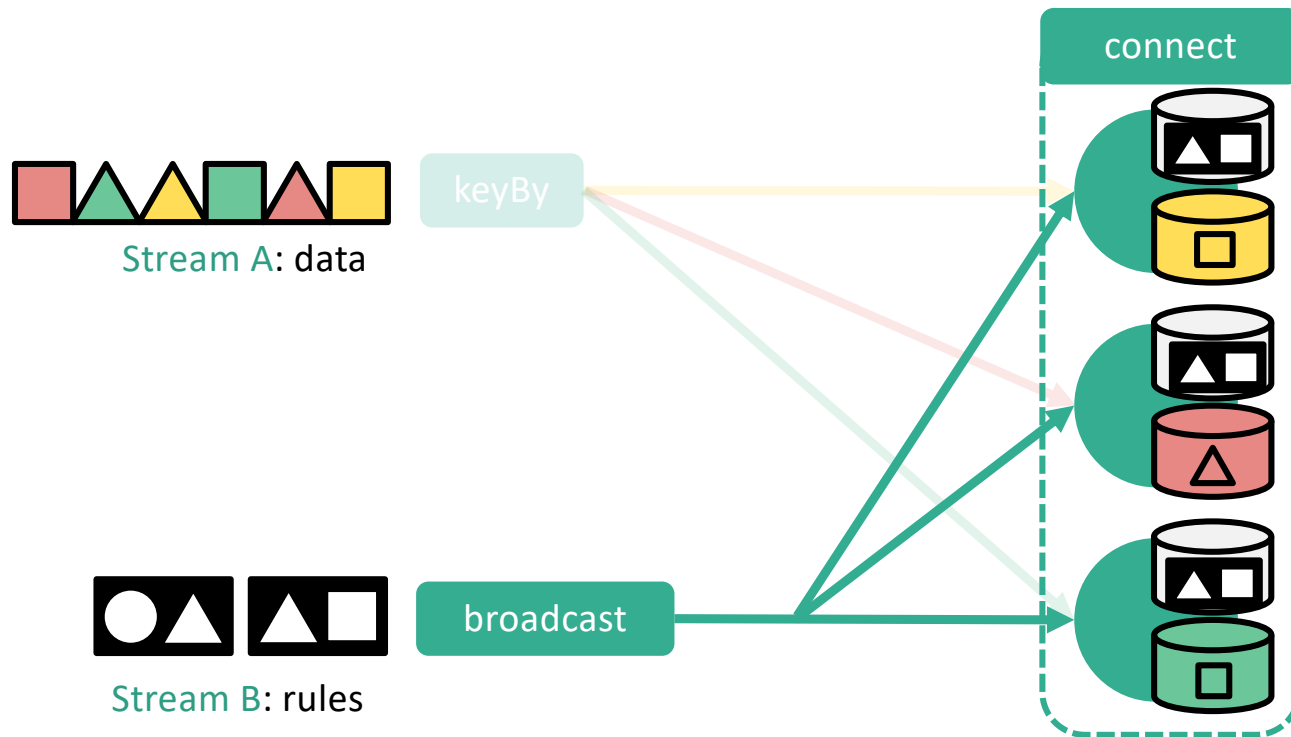 connect
keyBy
Stream A: data
broadcast
Stream B: rules